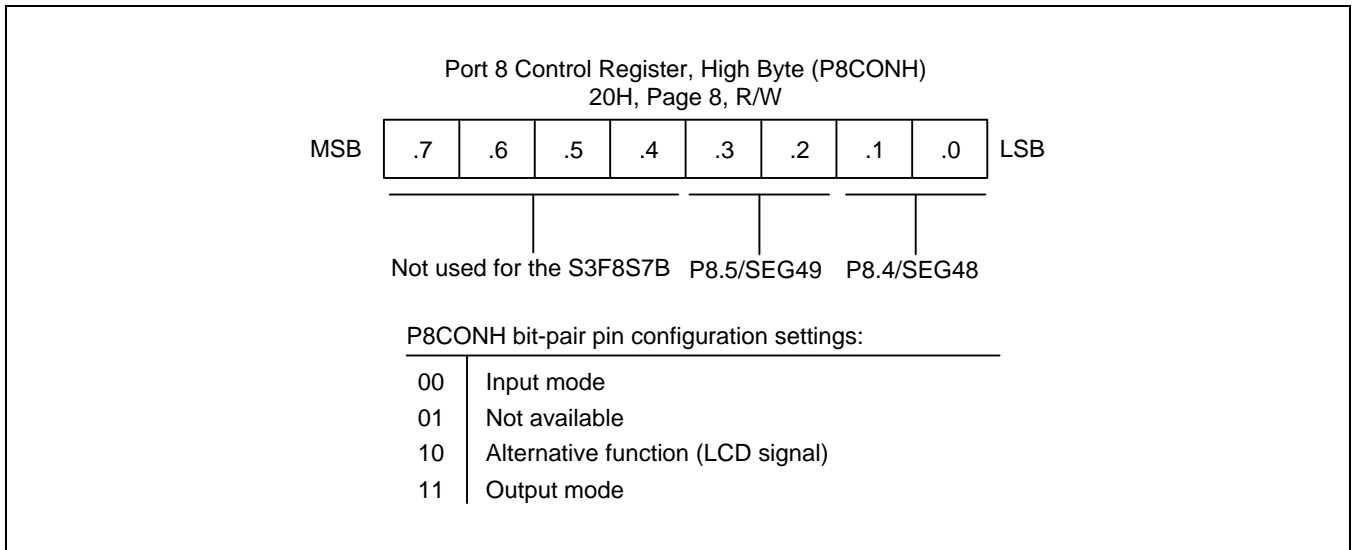 Port 8 Control Register, High Byte (P8CONH)
20H, Page 8, R/W
MSB .7 .6 .5 .4 .3 .2 .1 .0 LSB
Not used for the S3F8S7B P8.5/SEG49 P8.4/SEG48
P8CONH bit-pair pin configuration settings:
00 Input mode
01 Not available
10 Alternative function (LCD signal)
11 Output mode